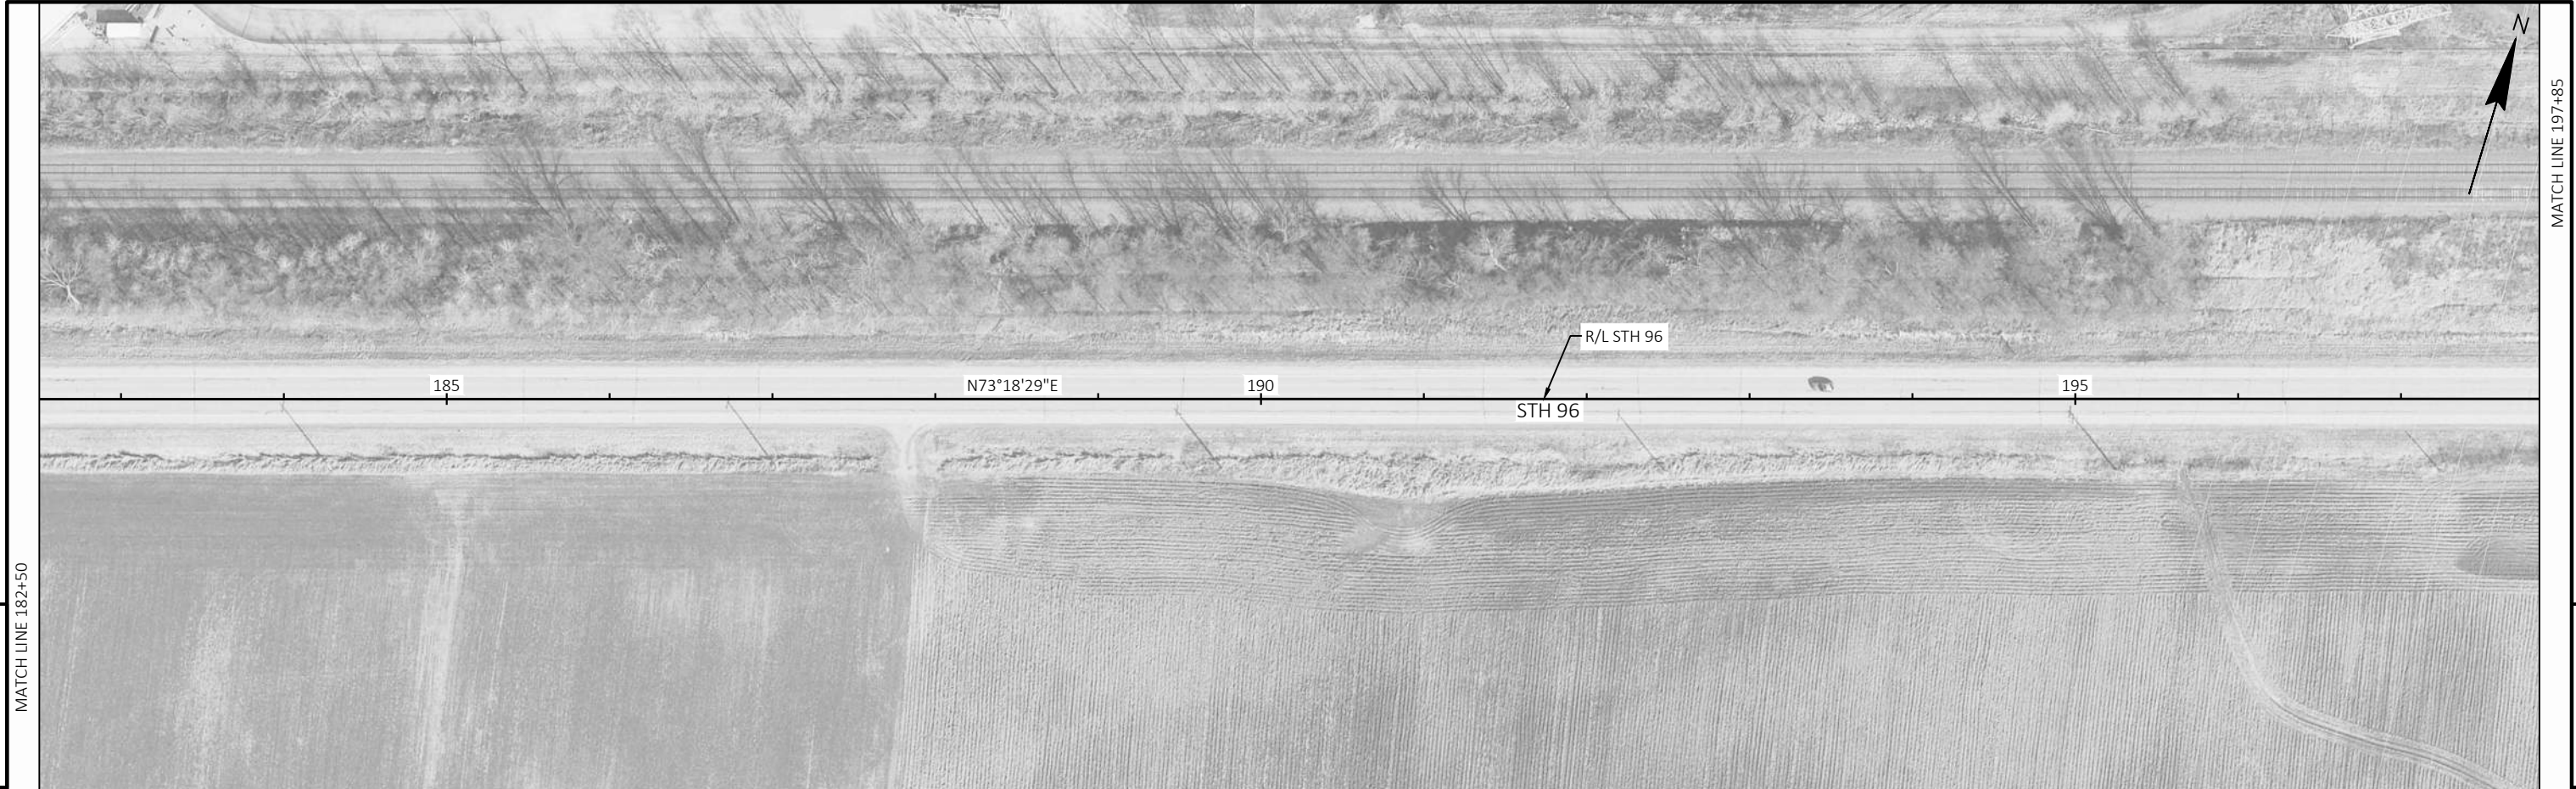 N
MATCH LINE 197+85
R/L STH 96
185
N73°18'29"E
190
195
STH 96
MATCH LINE 182+50